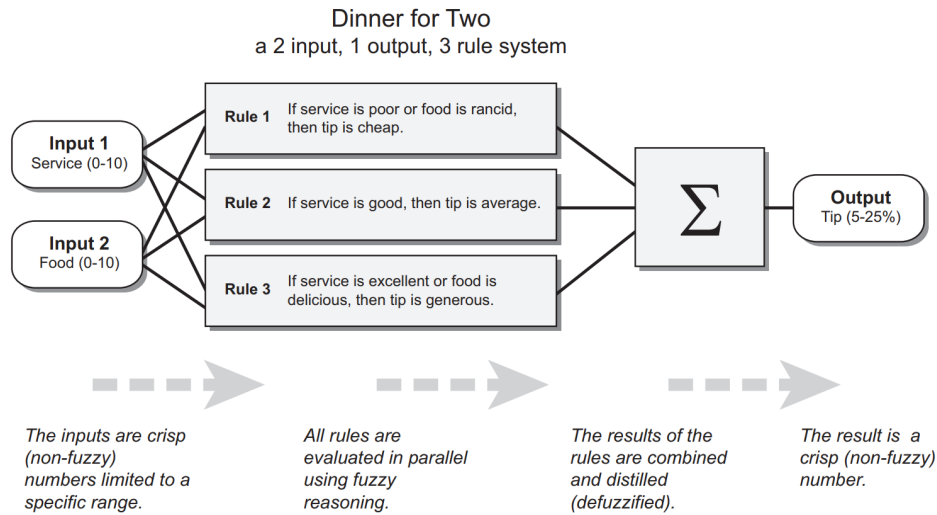 Dinner for Two
a 2 input, 1 output, 3 rule system
Input 1
Service (0-10)
Input 2
Food (0-10)
Rule 1
If service is poor or food is rancid,
then tip is cheap.
Rule 2
If service is good, then tip is average.
Rule 3
If service is excellent or food is
delicious, then tip is generous.
Σ
Output
Tip (5-25%)
The inputs are crisp
(non-fuzzy)
numbers limited to a
specific range.
All rules are
evaluated in parallel
using fuzzy
reasoning.
The results of the
rules are combined
and distilled
(defuzzified).
The result is a
crisp (non-fuzzy)
number.